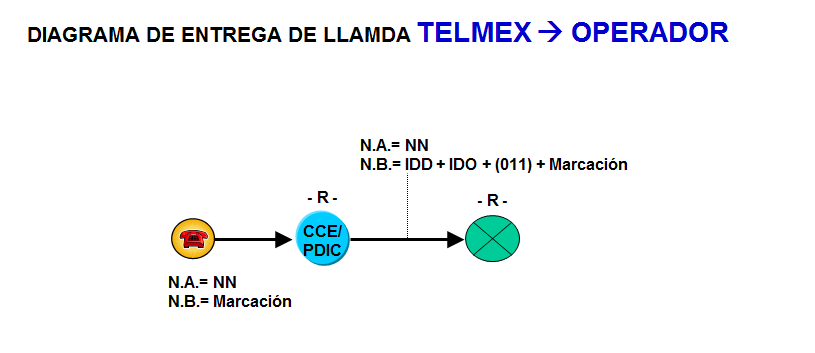 DIAGRAMA DE ENTREGA DE LLAMDA TELMEX → OPERADOR
N.A.= NN
N.B.= IDD + IDO + (011) + Marcación
- R -
- R -
CCE/
PDIC
N.A.= NN
N.B.= Marcación